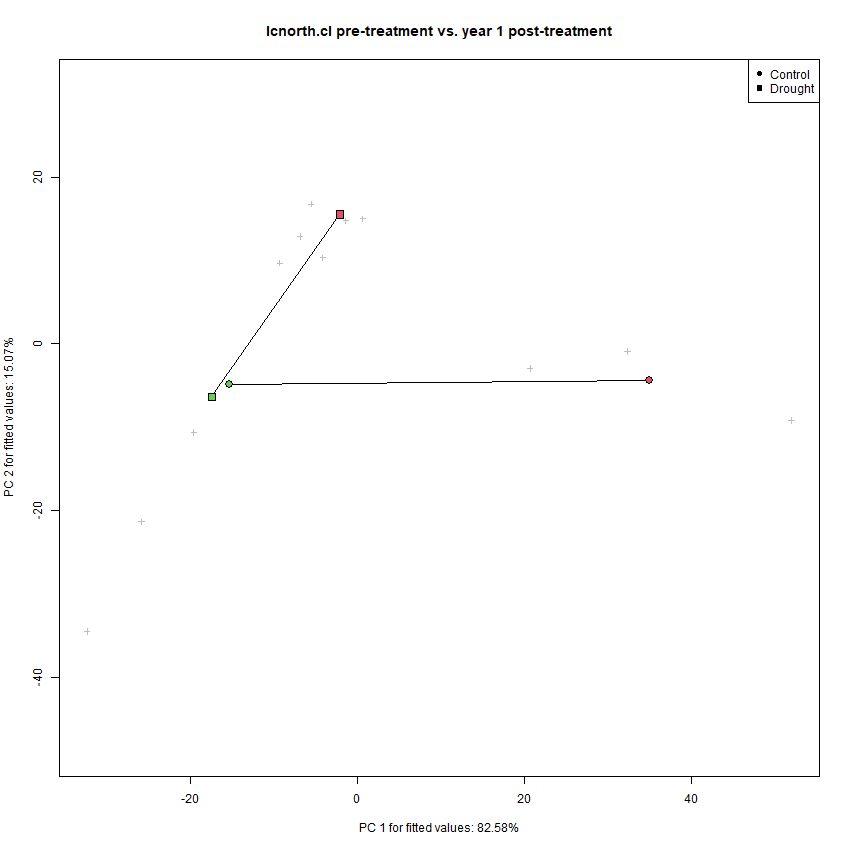 lcnorth.cl pre-treatment vs. year 1 post-treatment
Control
Drought
20
0
-20
-40
PC 2 for fitted values: 15.07%
-20
0
20
40
PC 1 for fitted values: 82.58%